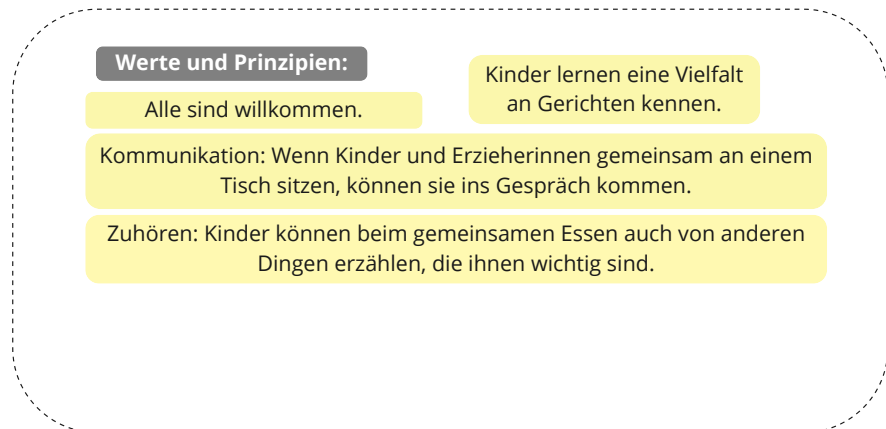 Werte und Prinzipien:
Alle sind willkommen.
Kinder lernen eine Vielfalt
an Gerichten kennen.
Kommunikation: Wenn Kinder und Erzieherinnen gemeinsam an einem
Tisch sitzen, können sie ins Gespräch kommen.
Zuhören: Kinder können beim gemeinsamen Essen auch von anderen
Dingen erzählen, die ihnen wichtig sind.